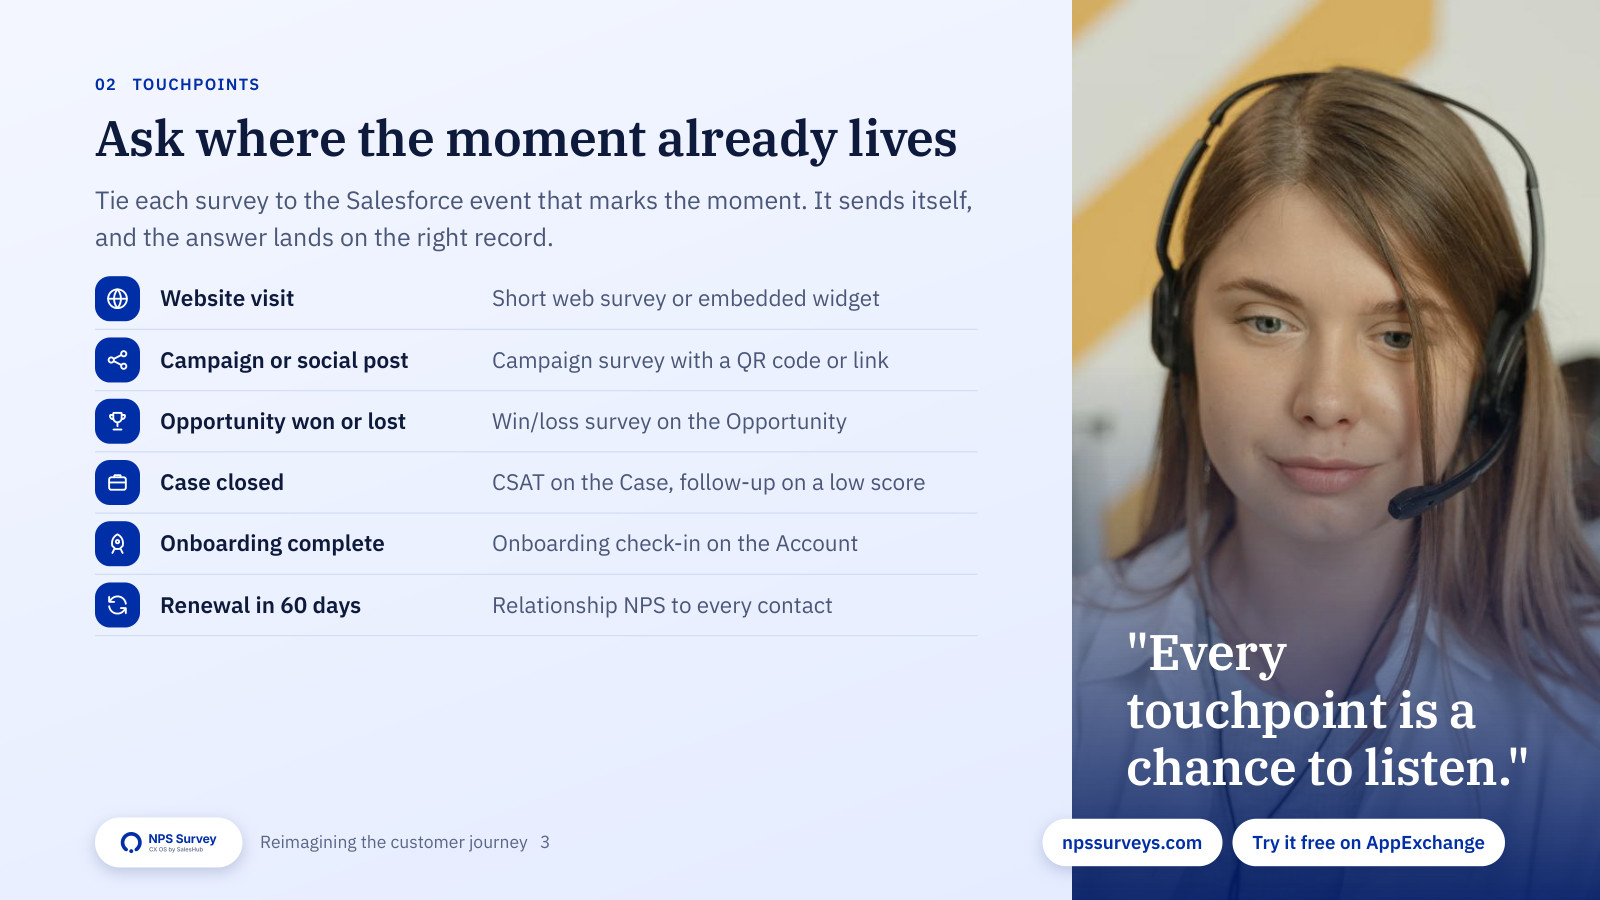 02 TOUCHPOINTS
Ask where the moment already lives
Tie each survey to the Salesforce event that marks the moment. It sends itself,
and the answer lands on the right record.
Website visit Short web survey or embedded widget
Campaign or social post Campaign survey with a QR code or link
Opportunity won or lost Win/loss survey on the Opportunity
Case closed CSAT on the Case, follow-up on a low score
Onboarding complete Onboarding check-in on the Account
Renewal in 60 days Relationship NPS to every contact
"Every
touchpoint is a
chance to listen."
NPS Survey
CX OS by SalesHub
Reimagining the customer journey 3
npssurveys.com
Try it free on AppExchange